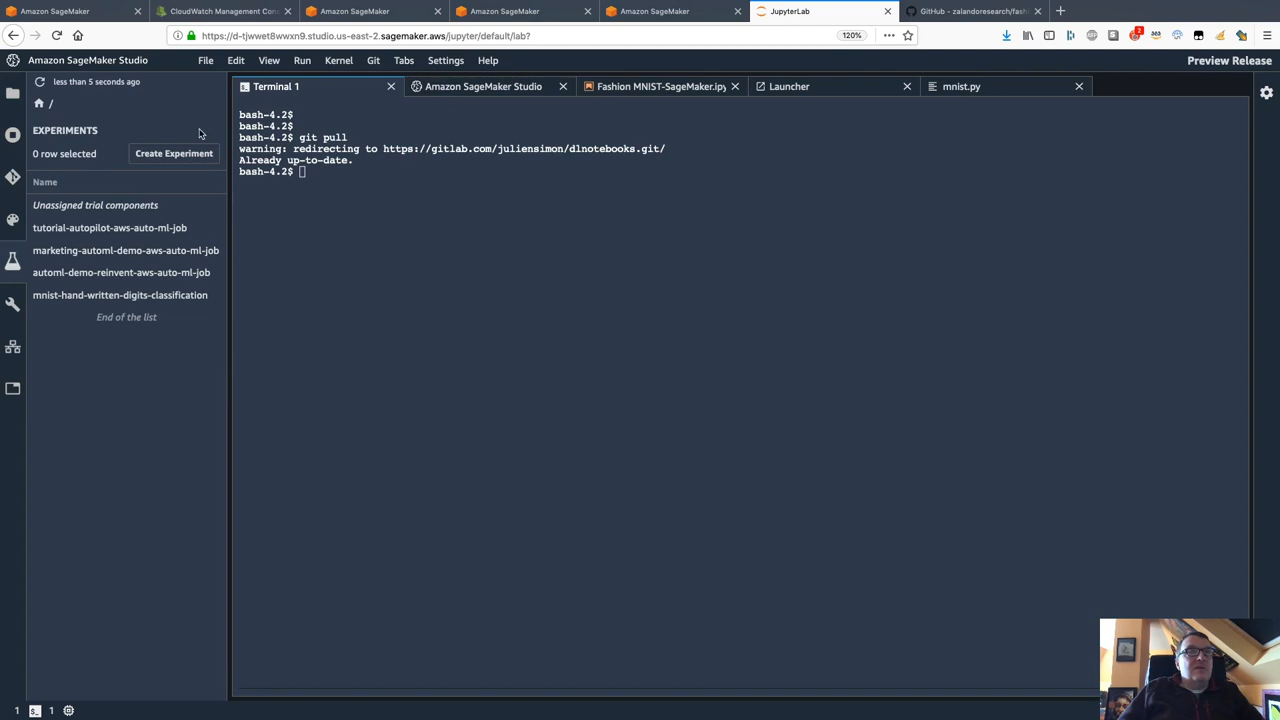 Amazon SageMaker
CloudWatch Management Con
Amazon SageMaker
Amazon SageMaker
Amazon SageMaker
JupyterLab
GitHub - zalandoresearch/fash
https://d-tjwwet8wwxn9.studio.us-east-2.sagemaker.aws/jupyter/default/lab?
120%
2
Amazon SageMaker Studio
File Edit View Run Kernel Git Tabs Settings Help
Preview Release
less than 5 seconds ago
/
EXPERIMENTS
0 row selected
Create Experiment
Name
Unassigned trial components
tutorial-autopilot-aws-auto-ml-job
marketing-automl-demo-aws-auto-ml-job
automl-demo-reinvent-aws-auto-ml-job
mnist-hand-written-digits-classification
End of the list
Terminal 1
Amazon SageMaker Studio
Fashion MNIST-SageMaker.ipy
Launcher
mnist.py
bash-4.2$
bash-4.2$
bash-4.2$ git pull
warning: redirecting to https://gitlab.com/juliensimon/dlnotebooks.git/
Already up-to-date.
bash-4.2$
1 $_ 1